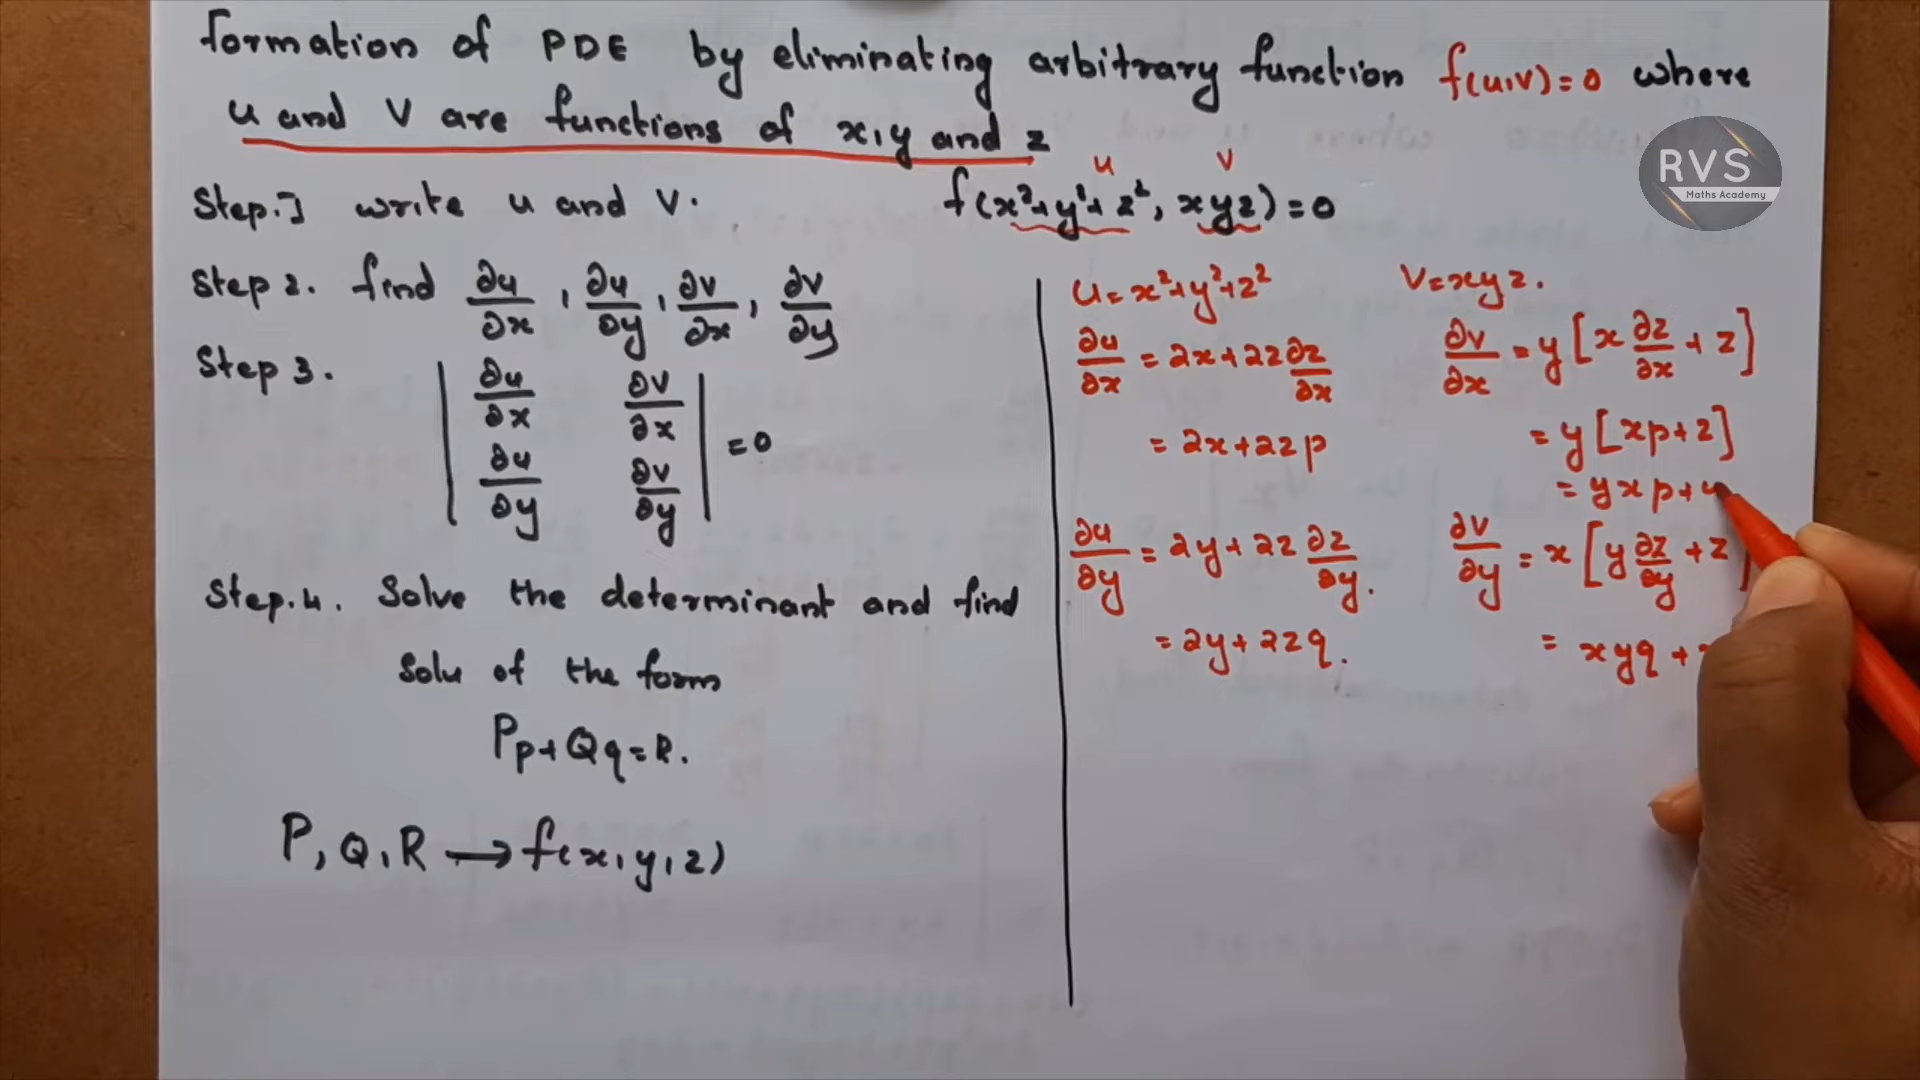 Formation of PDE by eliminating arbitrary function f(u,v)=0 where
u and v are functions of x,y and z
Step.1 write u and v.
Step 2. find ∂u/∂x, ∂u/∂y, ∂v/∂x, ∂v/∂y
Step 3.
| ∂u/∂x ∂v/∂x |
| ∂u/∂y ∂v/∂y | =0
Step.4. Solve the determinant and find
Solu of the form
Pp+Qq=R.
P,Q,R → f(x,y,z)
u v
f(x²+y²+z², xyz)=0
u=x²+y²+z²
∂u/∂x = 2x+2z ∂z/∂x
= 2x+2zp
∂u/∂y = 2y+2z ∂z/∂y.
= 2y+2zq.
v=xyz.
∂v/∂x = y[x ∂z/∂x + z]
= y[xp+z]
= yxp+
∂v/∂y = x[y ∂z/∂y + z]
= xyq +
RVS
Maths Academy